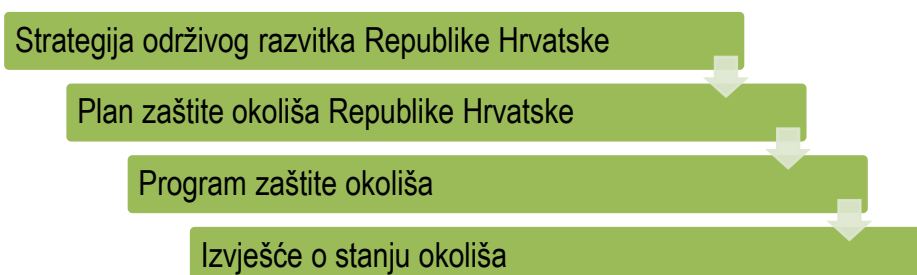 Strategija održivog razvitka Republike Hrvatske
Plan zaštite okoliša Republike Hrvatske
Program zaštite okoliša
Izvješće o stanju okoliša